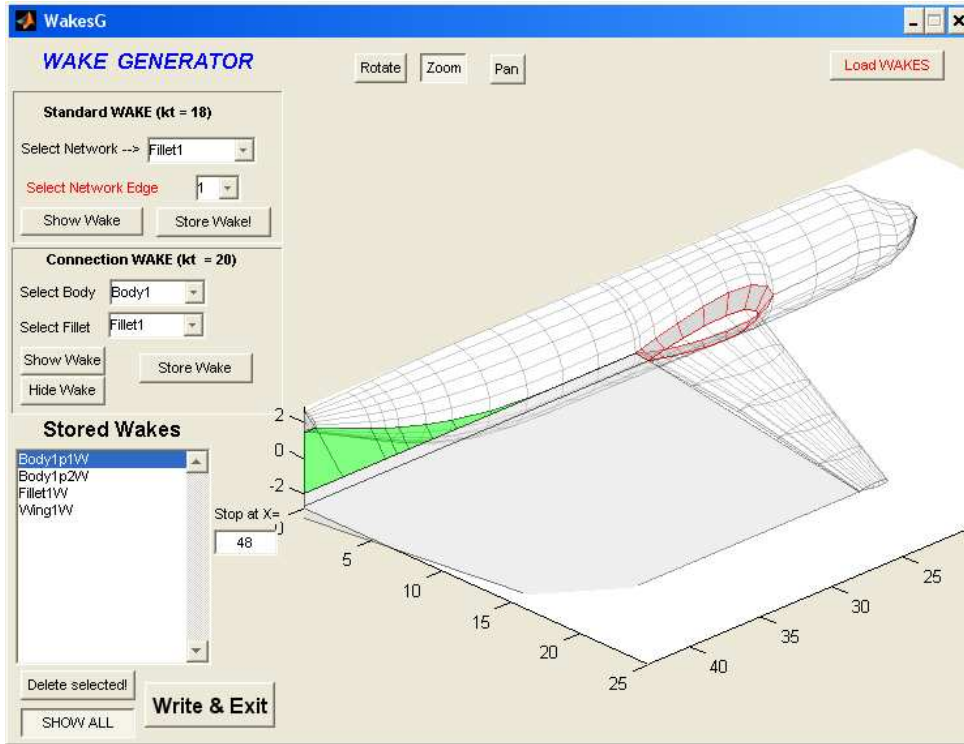 WakesG
WAKE GENERATOR
Rotate
Zoom
Pan
Load WAKES
Standard WAKE (kt = 18)
Select Network --> Fillet1
Select Network Edge 1
Show Wake
Store Wake!
Connection WAKE (kt = 20)
Select Body Body1
Select Fillet Fillet1
Show Wake
Store Wake
Hide Wake
Stored Wakes
Body1p1W
Body1p2W
Fillet1W
Wing1W
Stop at X=
48
Delete selected!
SHOW ALL
Write & Exit
2
0
-2
0
5
10
15
20
25
40
35
30
25